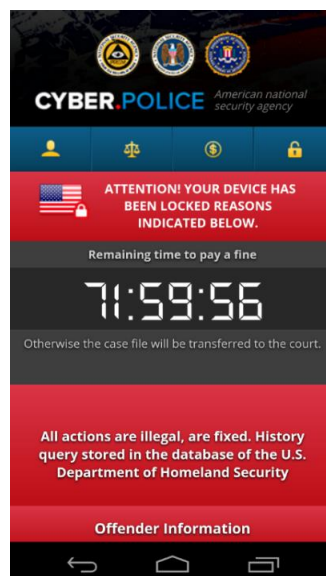 CYBER.POLICE American national
security agency
ATTENTION! YOUR DEVICE HAS
BEEN LOCKED REASONS
INDICATED BELOW.
Remaining time to pay a fine
71:59:56
Otherwise the case file will be transferred to the court.
All actions are illegal, are fixed. History
query stored in the database of the U.S.
Department of Homeland Security
Offender Information